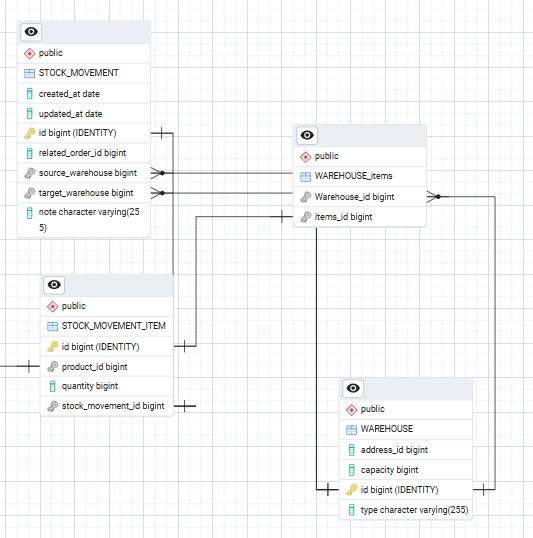 public
STOCK_MOVEMENT
created_at date
updated_at date
id bigint (IDENTITY)
related_order_id bigint
source_warehouse bigint
target_warehouse bigint
note character varying(25
5)
public
WAREHOUSE_items
Warehouse_id bigint
items_id bigint
public
STOCK_MOVEMENT_ITEM
id bigint (IDENTITY)
product_id bigint
quantity bigint
stock_movement_id bigint
public
WAREHOUSE
address_id bigint
capacity bigint
id bigint (IDENTITY)
type character varying(255)